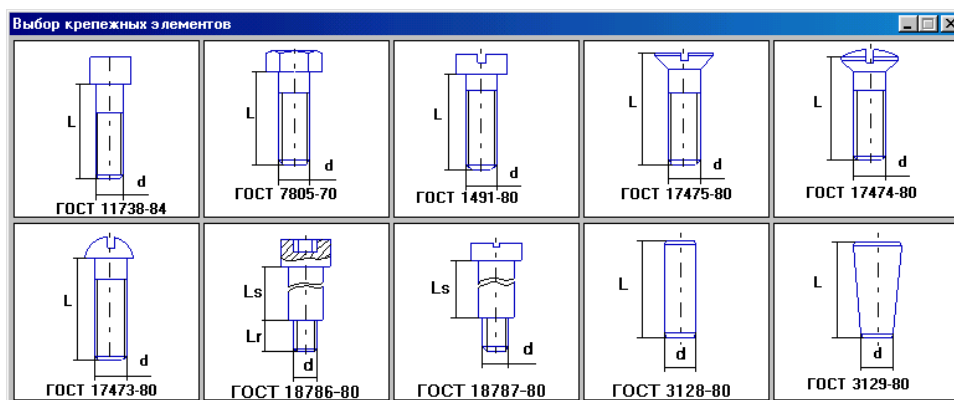 Выбор крепежных элементов
L
d
ГОСТ 11738-84
L
d
ГОСТ 7805-70
L
d
ГОСТ 1491-80
L
d
ГОСТ 17475-80
L
d
ГОСТ 17474-80
L
d
ГОСТ 17473-80
Ls
Lr
d
ГОСТ 18786-80
Ls
d
ГОСТ 18787-80
L
d
ГОСТ 3128-80
L
d
ГОСТ 3129-80